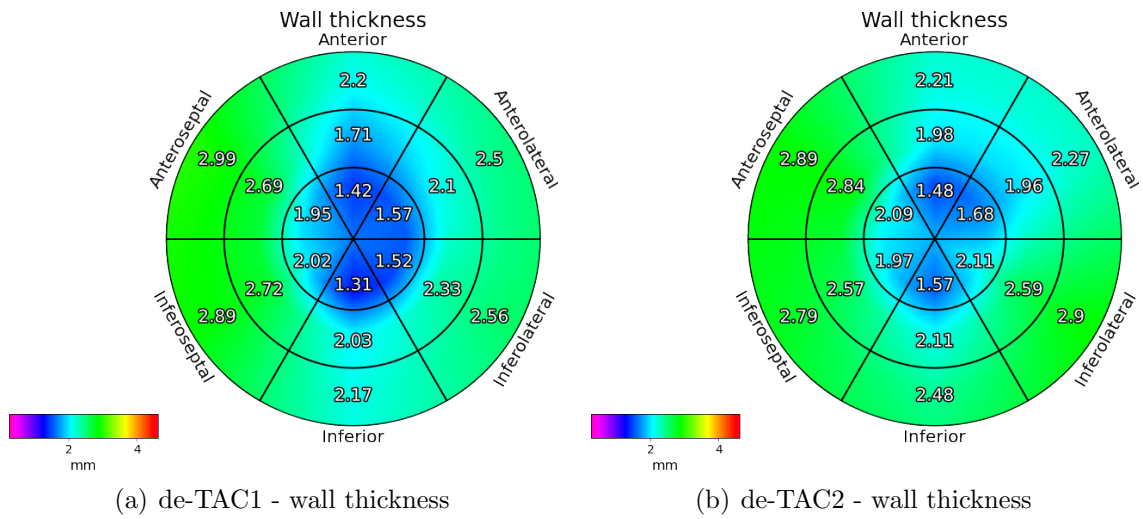 Wall thickness
Anterior
Anteroseptal
Anterolateral
2.2
1.71
2.99
2.5
2.69
2.1
1.42
1.95
1.57
2.02
1.52
1.31
2.72
2.33
2.89
2.56
2.03
2.17
Inferoseptal
Inferolateral
Inferior
2
4
mm
(a) de-TAC1 - wall thickness
Wall thickness
Anterior
Anteroseptal
Anterolateral
2.21
1.98
2.89
2.27
2.84
1.96
1.48
2.09
1.68
1.97
2.11
1.57
2.57
2.59
2.79
2.9
2.11
2.48
Inferoseptal
Inferolateral
Inferior
2
4
mm
(b) de-TAC2 - wall thickness